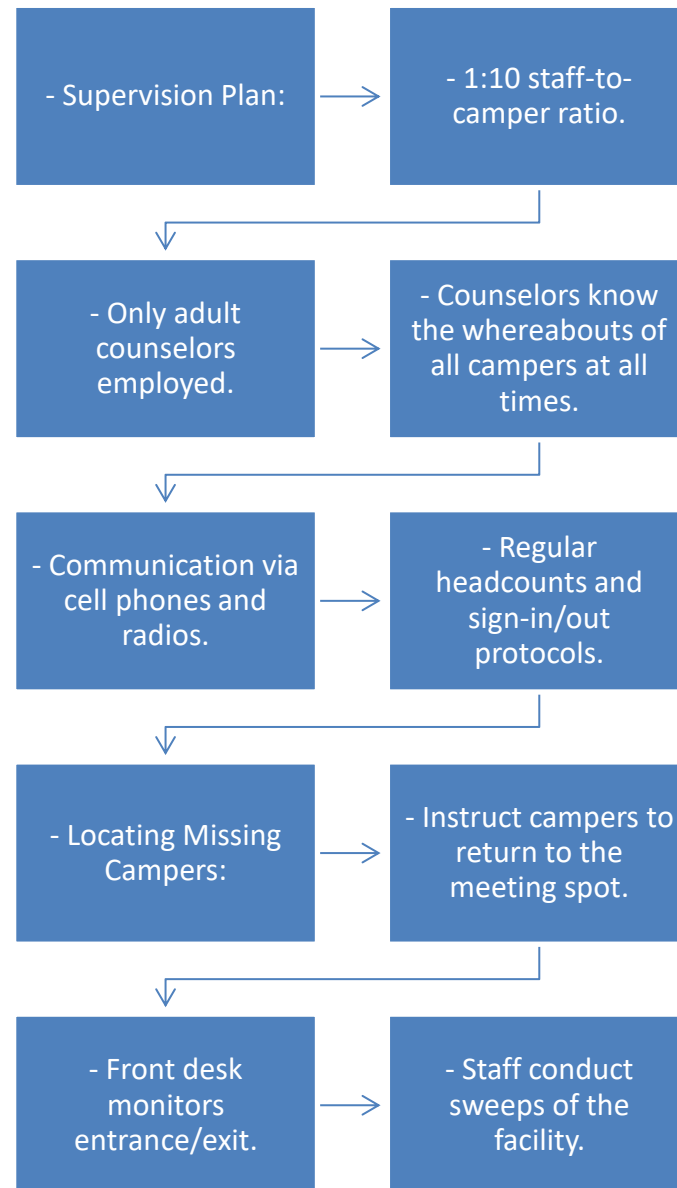 - Supervision Plan:
- 1:10 staff-to-
camper ratio.
- Only adult
counselors
employed.
- Counselors know
the whereabouts of
all campers at all
times.
- Communication via
cell phones and
radios.
- Regular
headcounts and
sign-in/out
protocols.
- Locating Missing
Campers:
- Instruct campers to
return to the
meeting spot.
- Front desk
monitors
entrance/exit.
- Staff conduct
sweeps of the
facility.